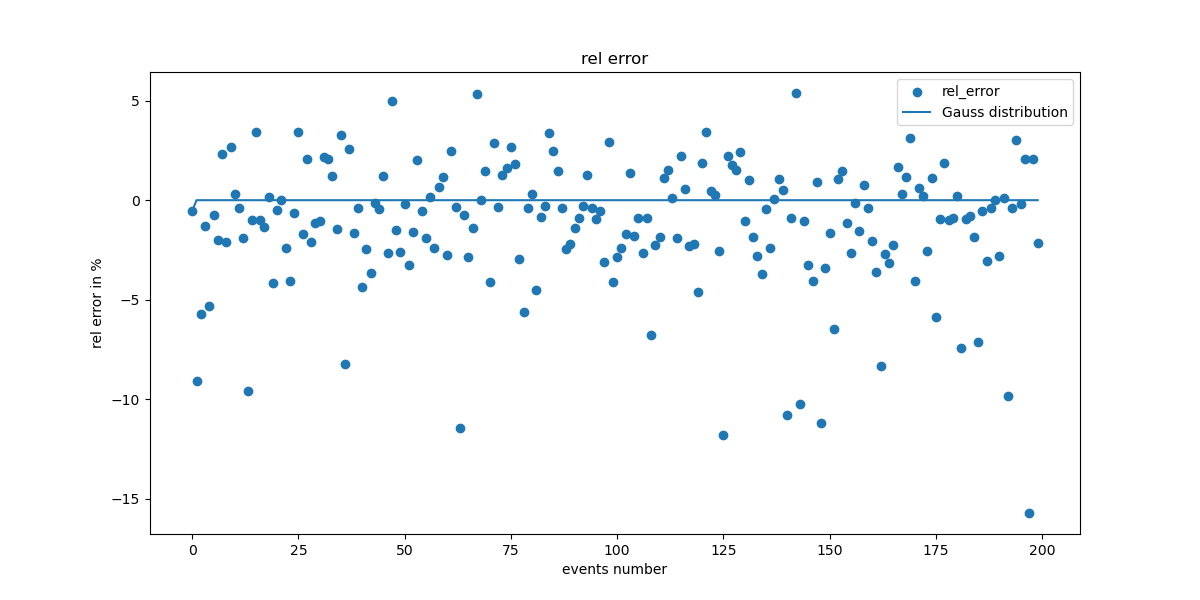 rel error
rel_error
Gauss distribution
5
0
−5
−10
−15
rel error in %
0 25 50 75 100 125 150 175 200
events number